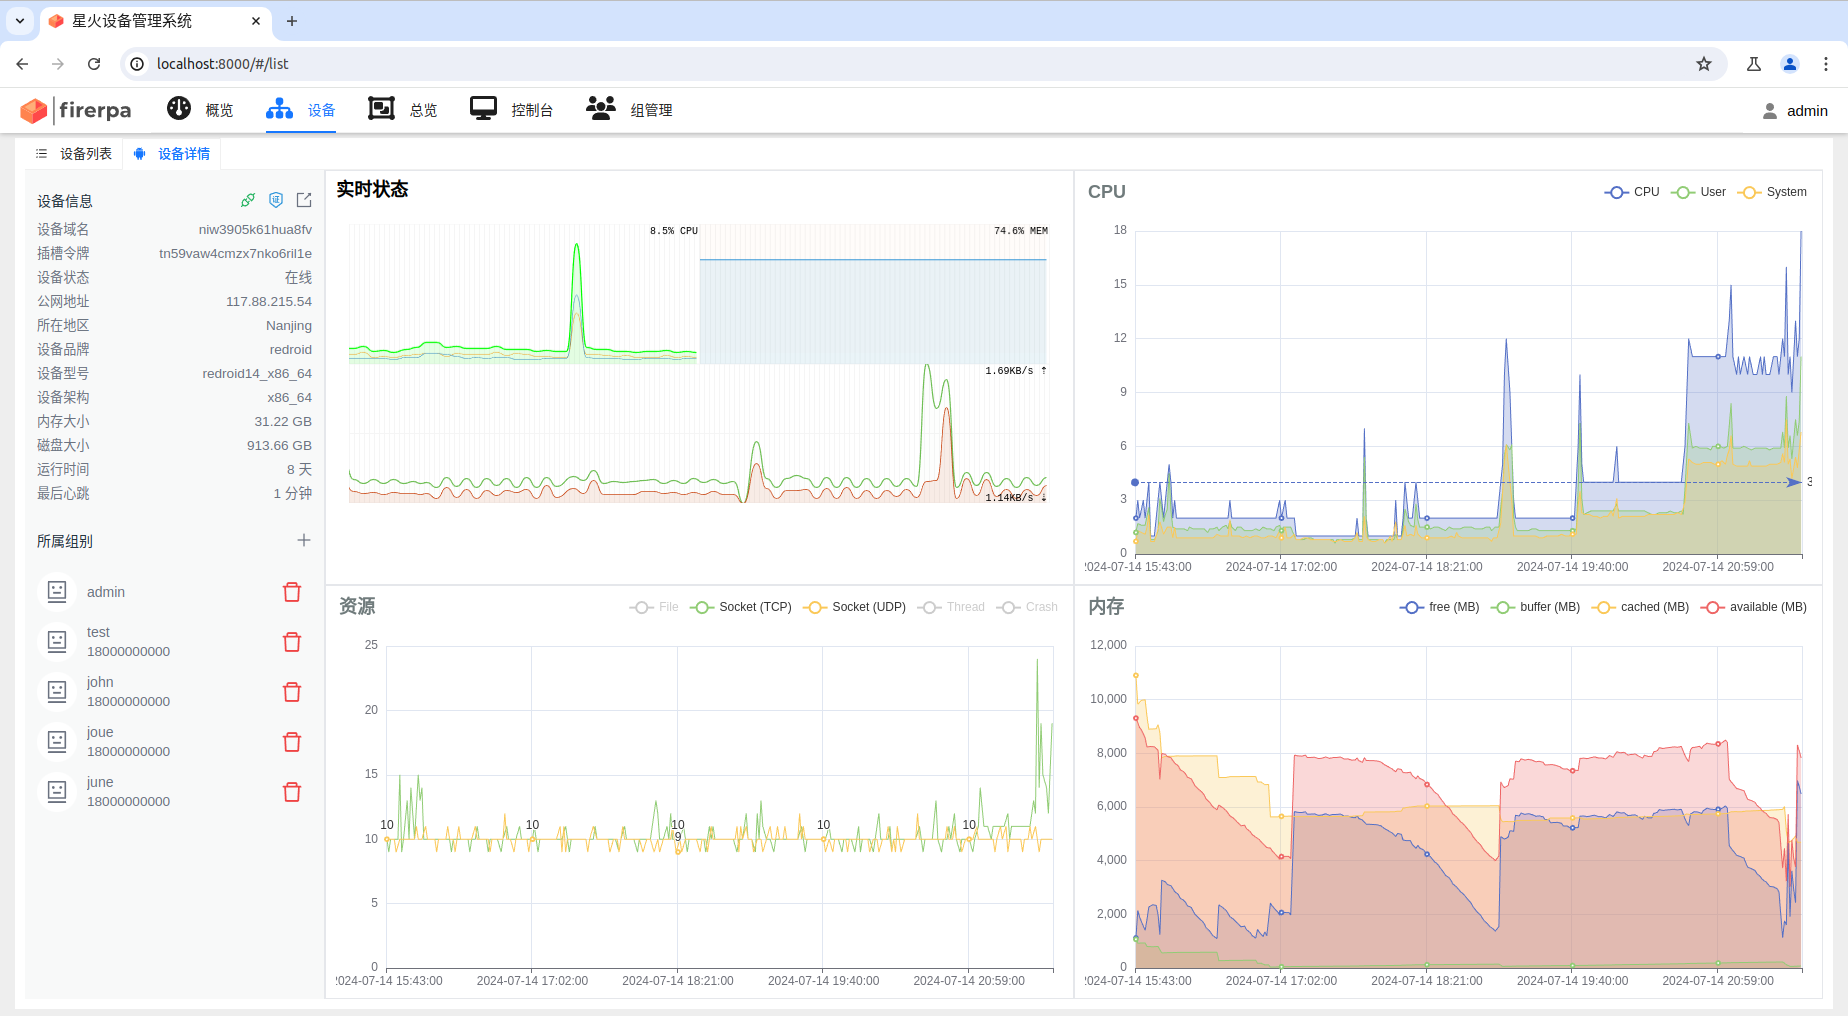 星火设备管理系统
localhost:8000/#/list
firerpa
概览
设备
总览
控制台
组管理
admin
设备列表
设备详情
设备信息
设备域名 niw3905k61hua8fv
插槽令牌 tn59vaw4cmzx7nko6ril1e
设备状态 在线
公网地址 117.88.215.54
所在地区 Nanjing
设备品牌 redroid
设备型号 redroid14_x86_64
设备架构 x86_64
内存大小 31.22 GB
磁盘大小 913.66 GB
运行时间 8 天
最后心跳 1 分钟
所属组别
admin
test
18000000000
john
18000000000
joue
18000000000
june
18000000000
实时状态
8.5% CPU
74.6% MEM
1.69KB/s ↑
1.14KB/s ↓
CPU
CPU User System
18
15
12
9
6
3
0
3
2024-07-14 15:43:00 2024-07-14 17:02:00 2024-07-14 18:21:00 2024-07-14 19:40:00 2024-07-14 20:59:00
资源
File Socket (TCP) Socket (UDP) Thread Crash
25
20
15
10
5
0
10 10 10 10 10
9
2024-07-14 15:43:00 2024-07-14 17:02:00 2024-07-14 18:21:00 2024-07-14 19:40:00 2024-07-14 20:59:00
内存
free (MB) buffer (MB) cached (MB) available (MB)
12,000
10,000
8,000
6,000
4,000
2,000
0
2024-07-14 15:43:00 2024-07-14 17:02:00 2024-07-14 18:21:00 2024-07-14 19:40:00 2024-07-14 20:59:00